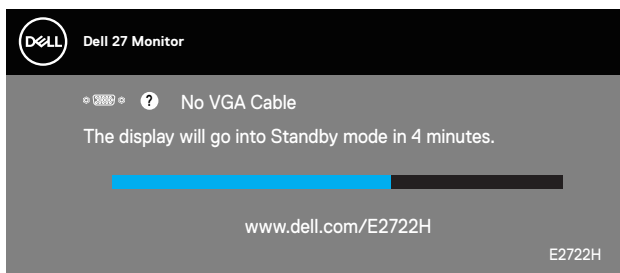 DELL
Dell 27 Monitor
? No VGA Cable
The display will go into Standby mode in 4 minutes.
www.dell.com/E2722H
E2722H